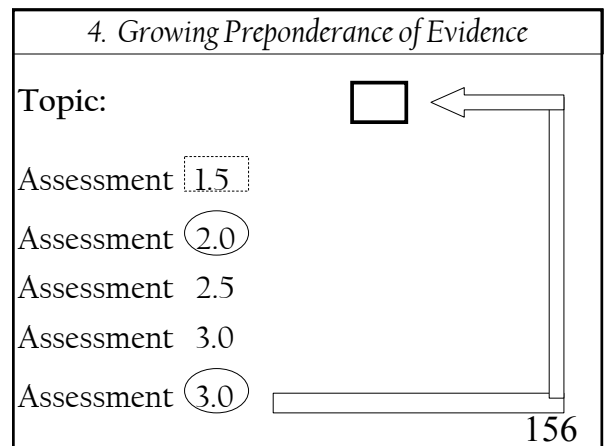 4. Growing Preponderance of Evidence
Topic:
Assessment 1.5
Assessment 2.0
Assessment 2.5
Assessment 3.0
Assessment 3.0
156